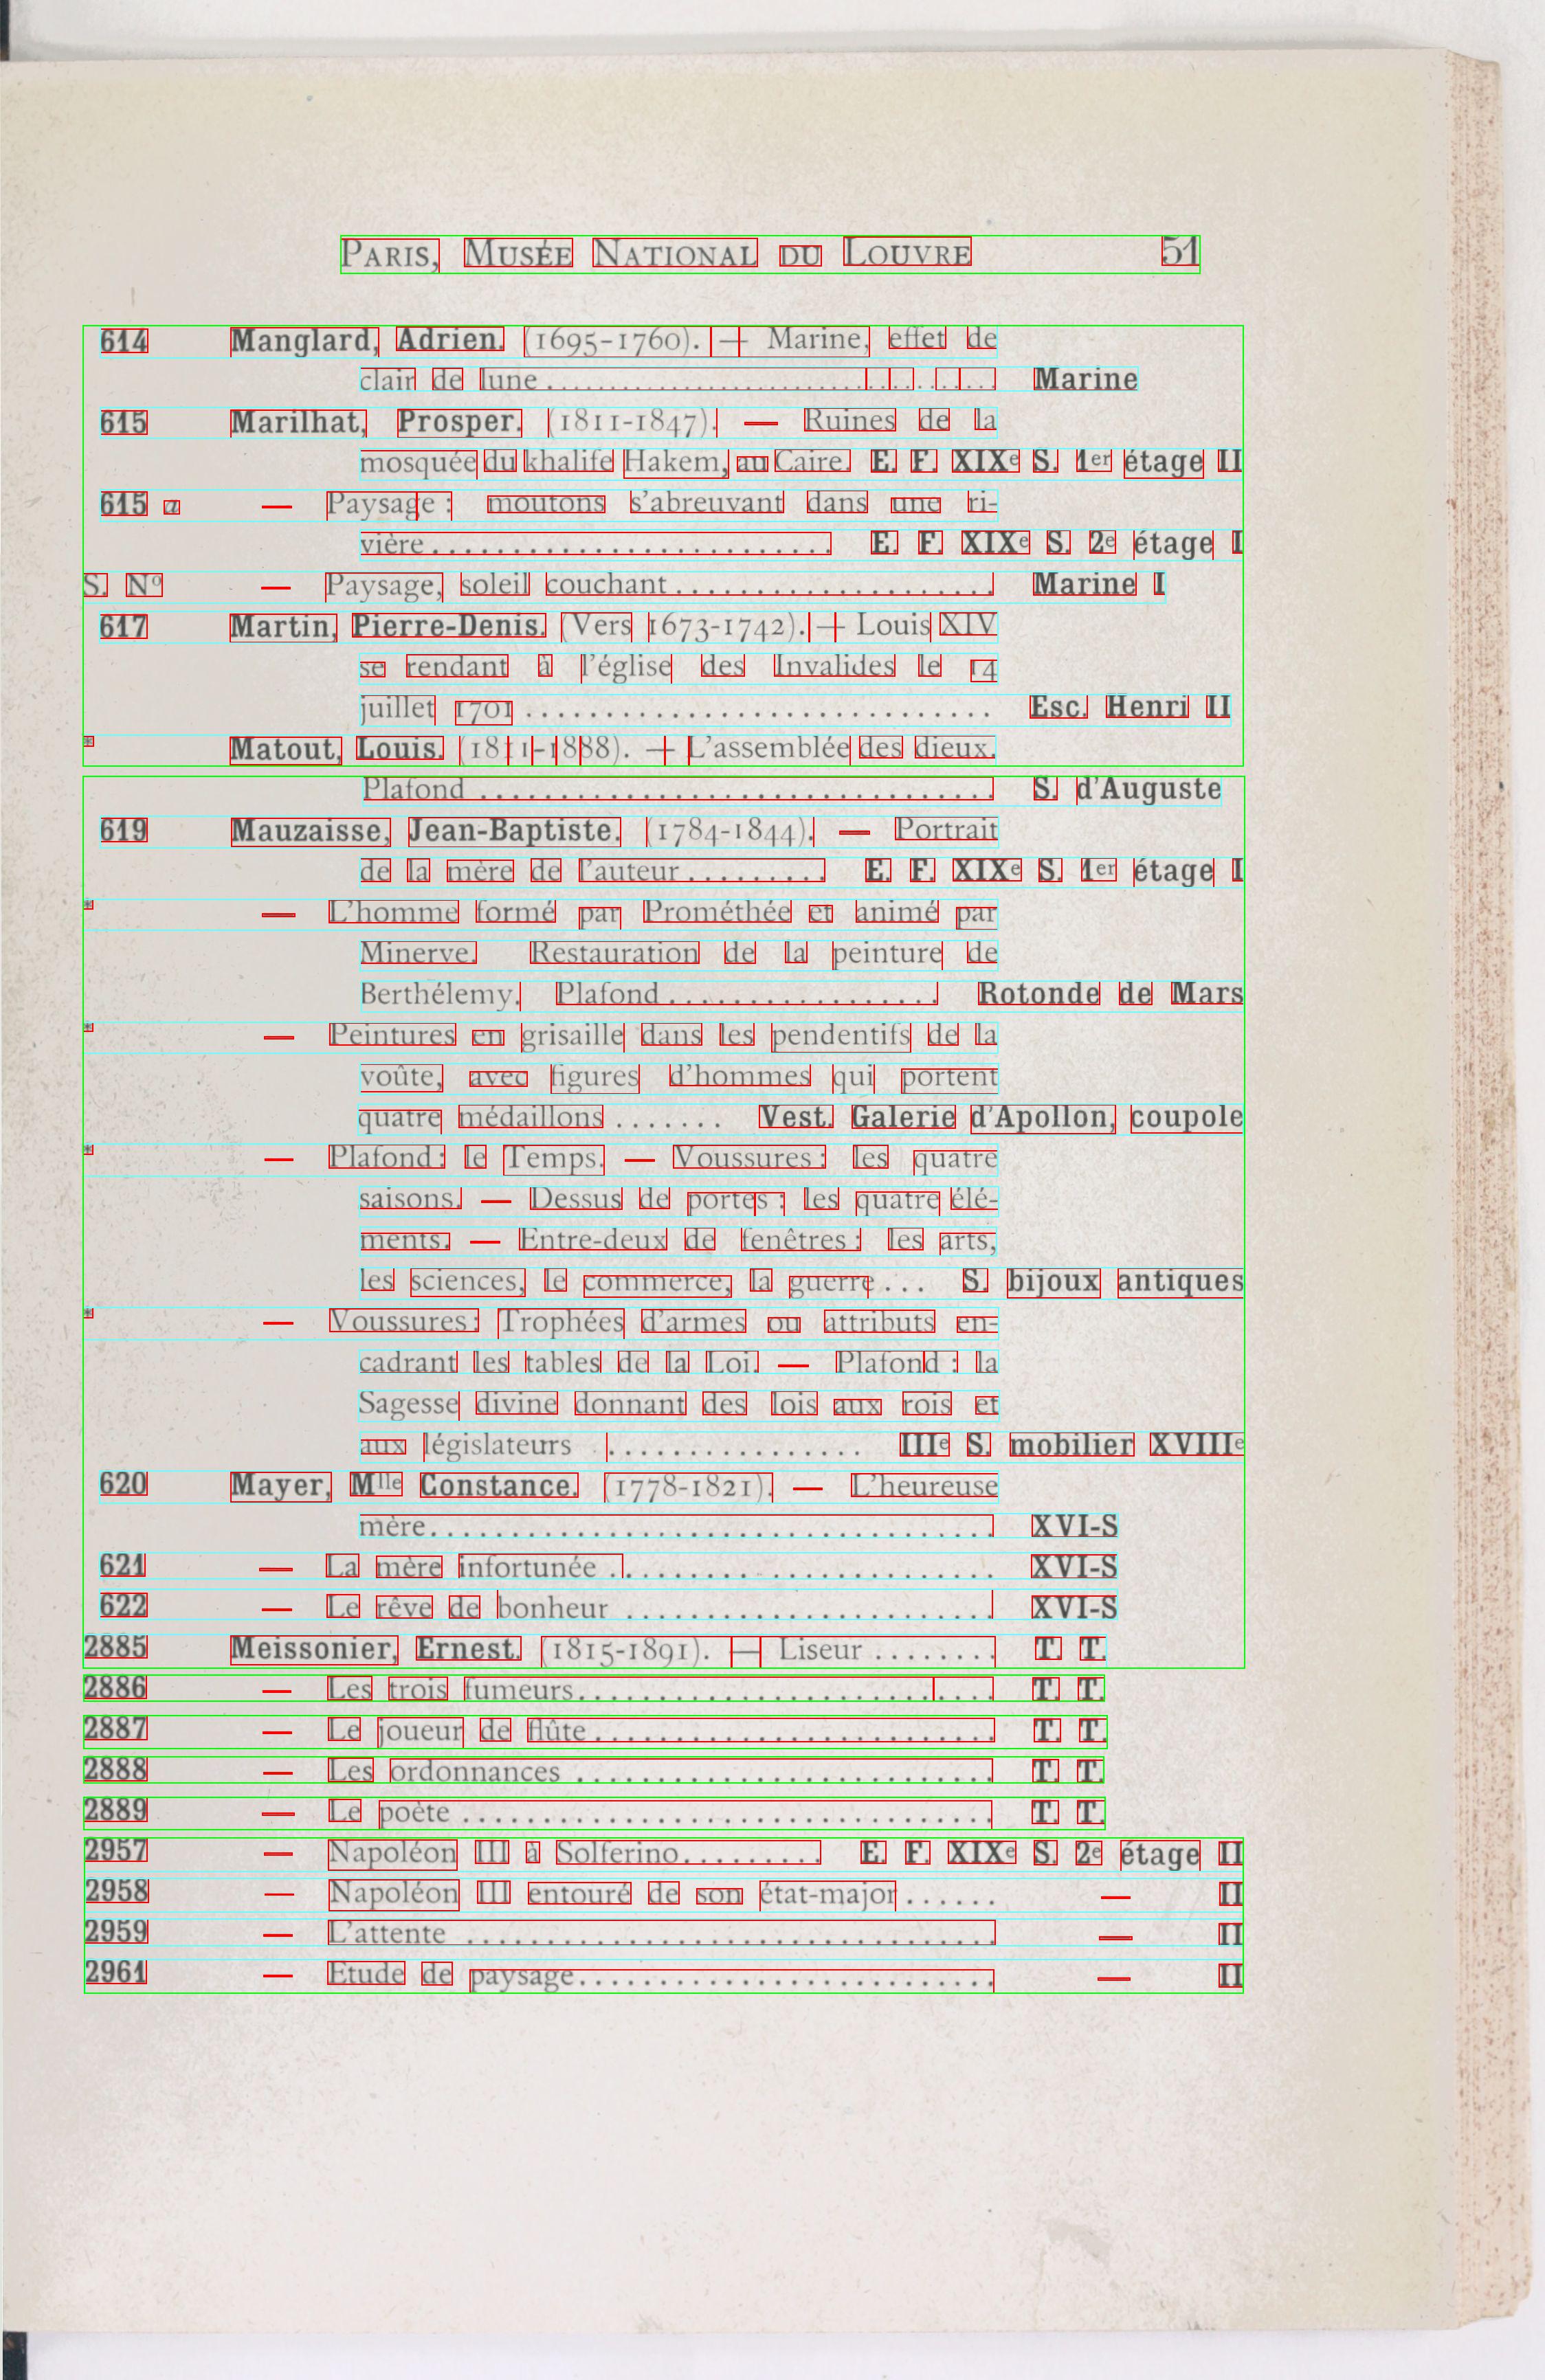 PARIS, MUSÉE NATIONAL DU LOUVRE 51
614 Manglard, Adrien. (1695-1760). — Marine, effet de
clair de lune.................................. Marine
615 Marilhat, Prosper. (1811-1847). — Ruines de la
mosquée du khalife Hakem, au Caire. E. F. XIXe S. 1er étage II
615 a — Paysage : moutons s'abreuvant dans une ri-
vière......................... E. F. XIXe S. 2e étage I
S. Nº — Paysage, soleil couchant.................... Marine I
617 Martin, Pierre-Denis. (Vers 1673-1742). — Louis XIV
se rendant à l'église des Invalides le 14
juillet 1701 ............................. Esc. Henri II
* Matout, Louis. (1811-1888). — L'assemblée des dieux.
Plafond ................................ S. d'Auguste
619 Mauzaisse, Jean-Baptiste. (1784-1844). — Portrait
de la mère de l'auteur......... E. F. XIXe S. 1er étage I
* — L'homme formé par Prométhée et animé par
Minerve. Restauration de la peinture de
Berthélemy. Plafond................. Rotonde de Mars
* — Peintures en grisaille dans les pendentifs de la
voûte, avec figures d'hommes qui portent
quatre médaillons ....... Vest. Galerie d'Apollon, coupole
* — Plafond : le Temps. — Voussures : les quatre
saisons. — Dessus de portes : les quatre élé-
ments. — Entre-deux de fenêtres : les arts,
les sciences, le commerce, la guerre... S. bijoux antiques
* — Voussures : Trophées d'armes ou attributs en-
cadrant les tables de la Loi. — Plafond : la
Sagesse divine donnant des lois aux rois et
aux législateurs ................ IIIe S. mobilier XVIIIe
620 Mayer, Mlle Constance. (1778-1821). — L'heureuse
mère................................... XVI-S
621 — La mère infortunée ....................... XVI-S
622 — Le rêve de bonheur ....................... XVI-S
2885 Meissonier, Ernest. (1815-1891). — Liseur ........ T. T.
2886 — Les trois fumeurs.......................... T. T.
2887 — Le joueur de flûte......................... T. T.
2888 — Les ordonnances .......................... T. T.
2889 — Le poète ................................. T. T.
2957 — Napoléon III à Solferino......... E. F. XIXe S. 2e étage II
2958 — Napoléon III entouré de son état-major...... — II
2959 — L'attente ................................. — II
2961 — Etude de paysage.......................... — II